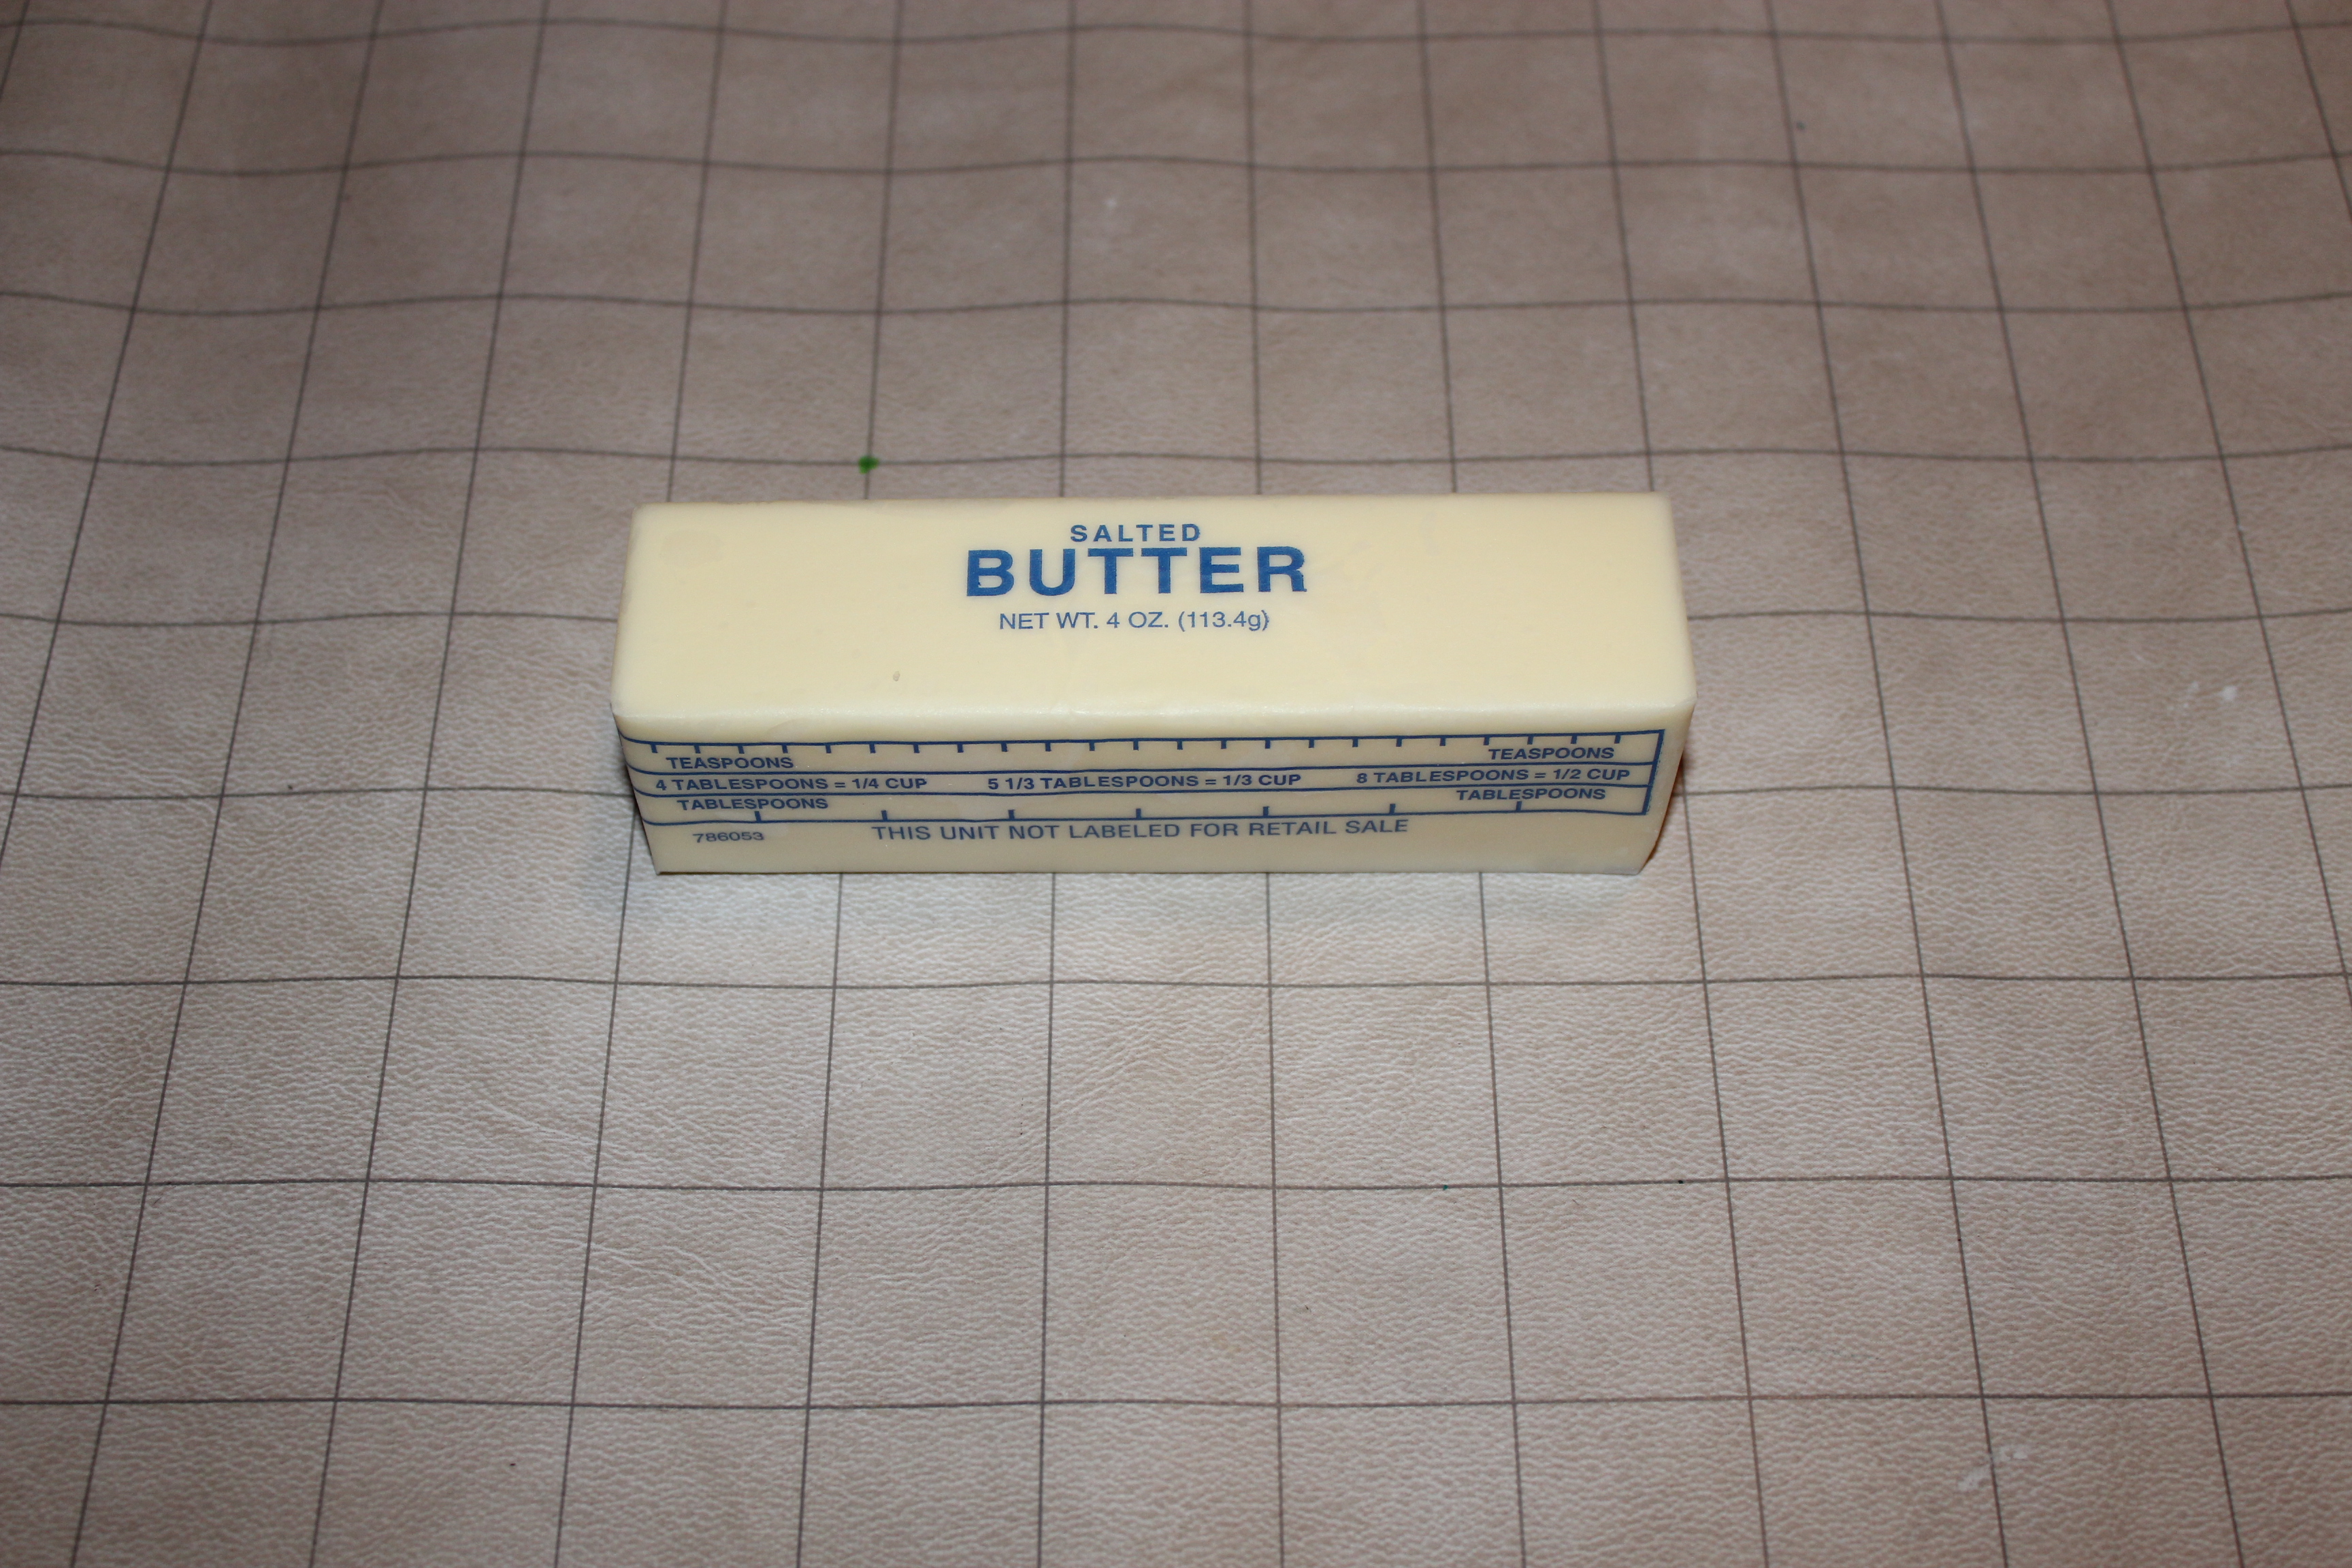 SALTED
BUTTER
NET WT. 4 OZ. (113.4g)
TEASPOONS TEASPOONS
4 TABLESPOONS = 1/4 CUP 5 1/3 TABLESPOONS = 1/3 CUP 8 TABLESPOONS = 1/2 CUP
TABLESPOONS TABLESPOONS
786053 THIS UNIT NOT LABELED FOR RETAIL SALE